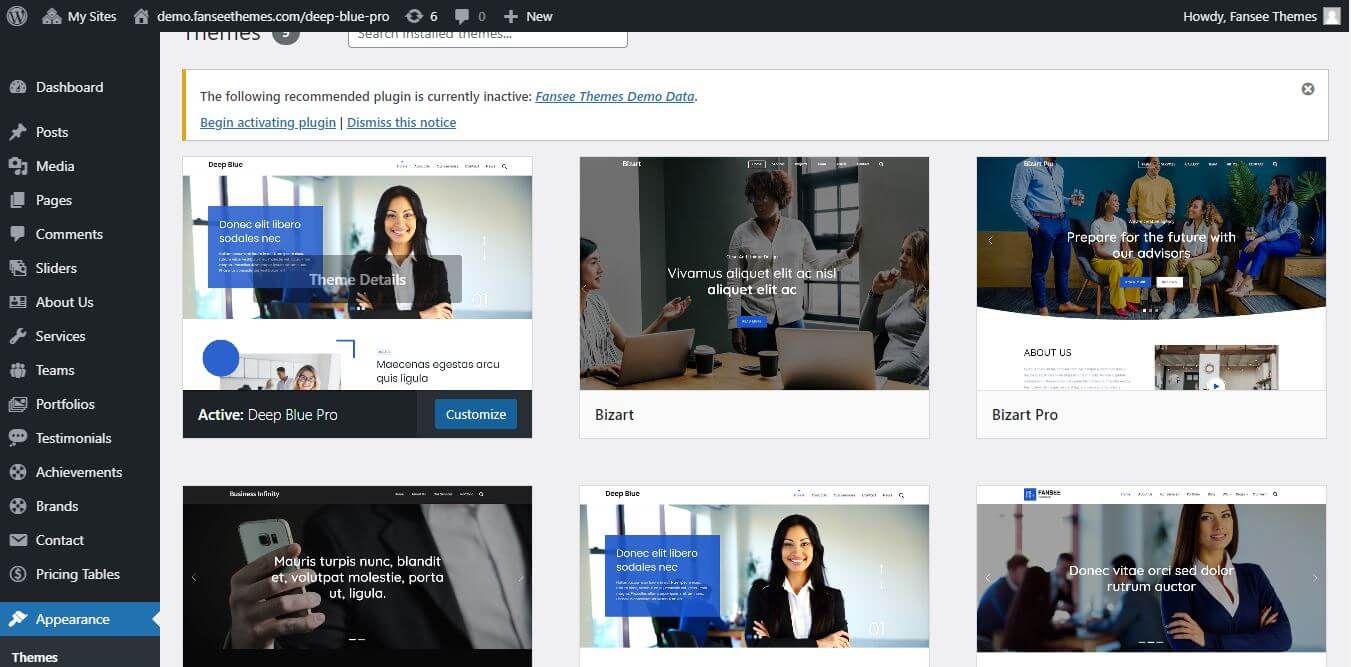 My Sites
demo.fanseethemes.com/deep-blue-pro
6
0
New
Howdy, Fansee Themes
Themes
Search installed themes...
The following recommended plugin is currently inactive: Fansee Themes Demo Data.
Begin activating plugin | Dismiss this notice
Dashboard
Posts
Media
Pages
Comments
Sliders
About Us
Services
Teams
Portfolios
Testimonials
Achievements
Brands
Contact
Pricing Tables
Appearance
Themes
Deep Blue
Donec elit libero
sodales nec
Theme Details
01
Maecenas egestas arcu
quis ligula
Active: Deep Blue Pro
Customize
Bizart
Vivamus aliquet elit ac nisl
aliquet elit ac
READ MORE
Bizart
Bizart Pro
Prepare for the future with
our advisors
ABOUT US
Bizart Pro
Business Infinity
Mauris turpis nunc, blandit
et, volutpat molestie, porta
ut, ligula.
Deep Blue
Donec elit libero
sodales nec
01
FANSEE
Donec vitae orci sed dolor
rutrum auctor